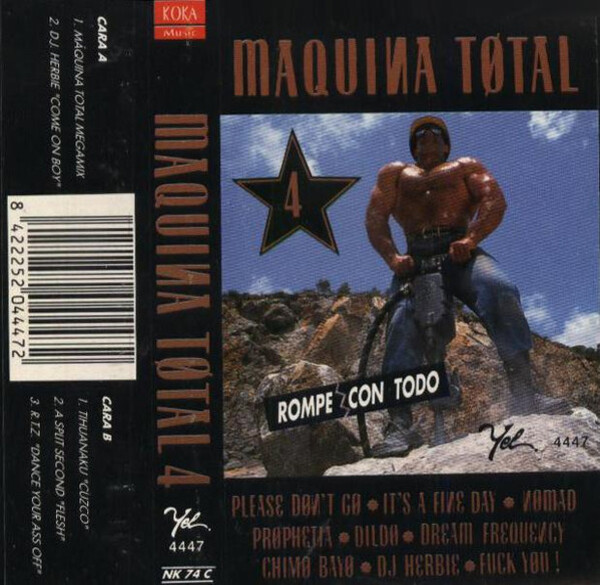 CARA A
1. MÁQUINA TOTAL MEGAMIX
2. D.J. HERBIE "COME ON BOY"
8 422252 044472
CARA B
1. TIHUANAKU "CUZCO"
2. A SPLIT SECOND "FLESH"
3. R.T.Z. "DANCE YOUR ASS OFF"
KOKA
Music
MAQUINA TØTAL 4
Yel
4447
NK 74 C
MAQUINA TØTAL
4
ROMPE CON TODO
Yel 4447
PLEASE DON'T GO • IT'S A FINE DAY • NOMAD
PROPHETIA • DILDO • DREAM FREQUENCY
CHIMO BAYO • DJ HERBIE • FUCK YOU !